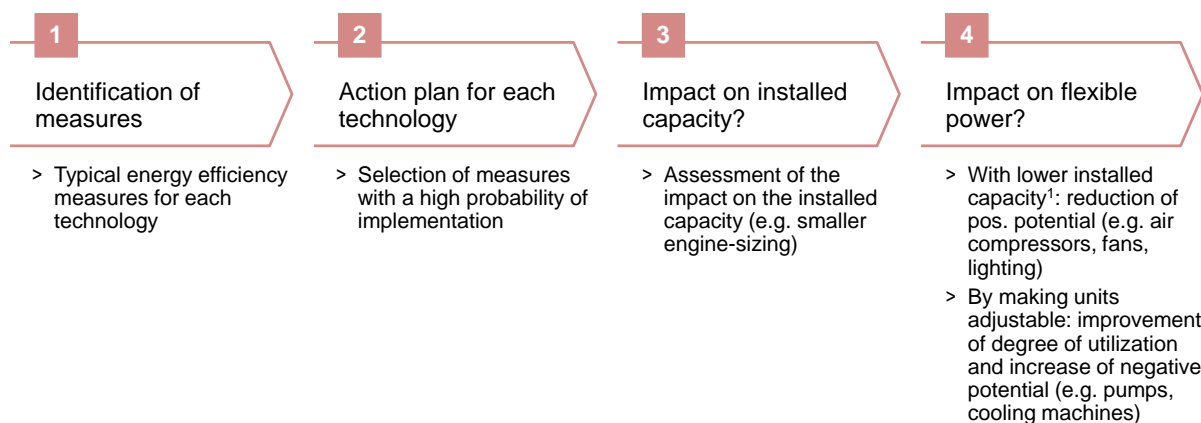 1
Identification of
measures
> Typical energy efficiency
measures for each
technology
2
Action plan for each
technology
> Selection of measures
with a high probability of
implementation
3
Impact on installed
capacity?
> Assessment of the
impact on the installed
capacity (e.g. smaller
engine-sizing)
4
Impact on flexible
power?
> With lower installed
capacity¹: reduction of
pos. potential (e.g. air
compressors, fans,
lighting)
> By making units
adjustable: improvement
of degree of utilization
and increase of negative
potential (e.g. pumps,
cooling machines)